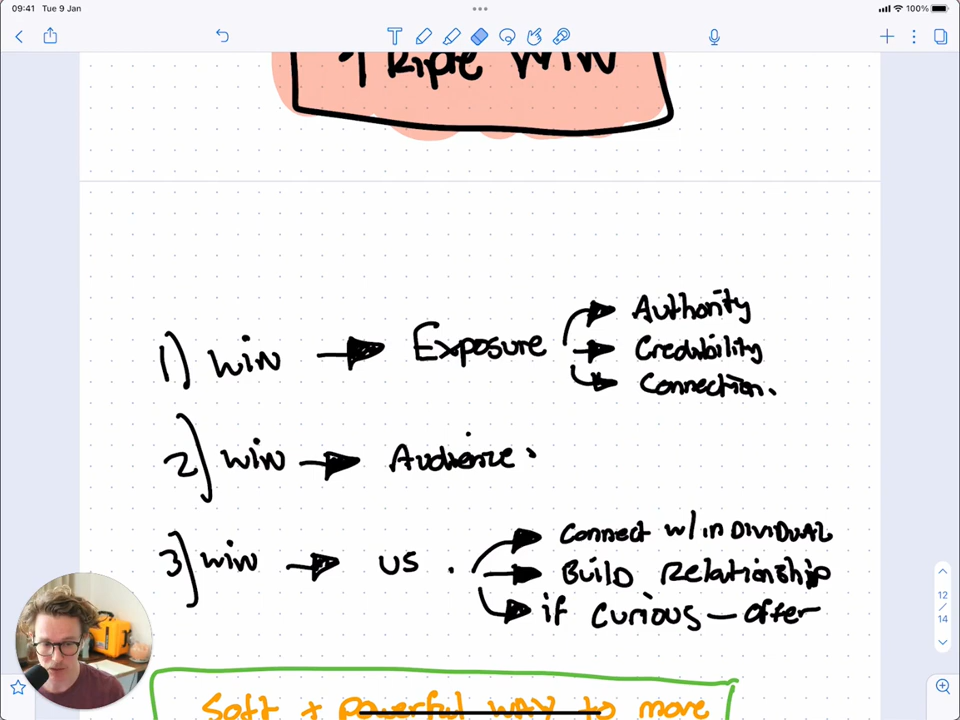 09:41 Tue 9 Jan
100%
Triple WIN
1) win → Exposure → Authority
→ Credibility
→ Connection.
2) win → Audience.
3) win → US . → Connect w/ inDiViDUAL
→ Build Relationship
→ if Curious — offer
12
/
14
Soft + powerful way to move